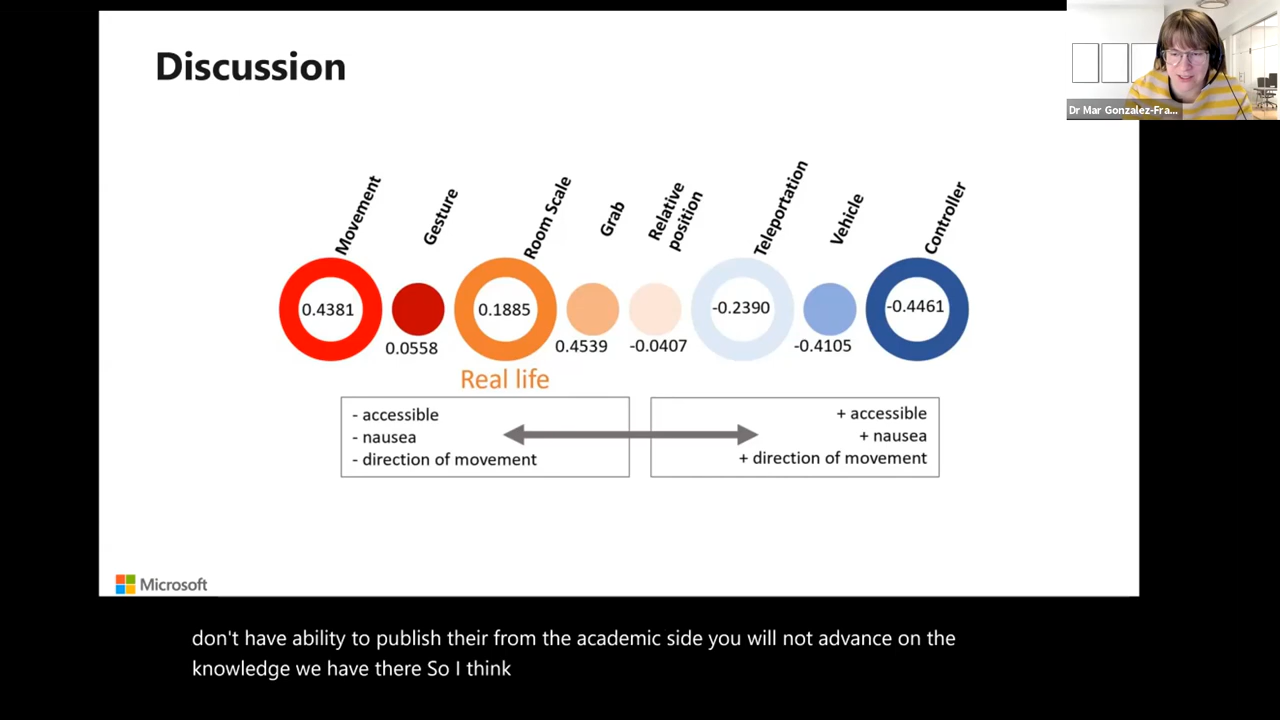 Discussion
Dr Mar Gonzalez-Fra...
Movement
Gesture
Room Scale
Grab
Relative
position
Teleportation
Vehicle
Controller
0.4381
0.0558
0.1885
0.4539
-0.0407
-0.2390
-0.4105
-0.4461
Real life
- accessible
- nausea
- direction of movement
+ accessible
+ nausea
+ direction of movement
Microsoft
don't have ability to publish their from the academic side you will not advance on the
knowledge we have there So I think